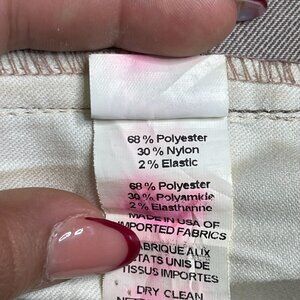 68 % Polyester
30 % Nylon
2 % Elastic
68 % Polyester
30 % Polyamide
2 % Elasthanne
MADE IN USA OF
IMPORTED FABRICS
FABRIQUE AUX
ETATS UNIS DE
TISSUS IMPORTES
DRY CLEAN